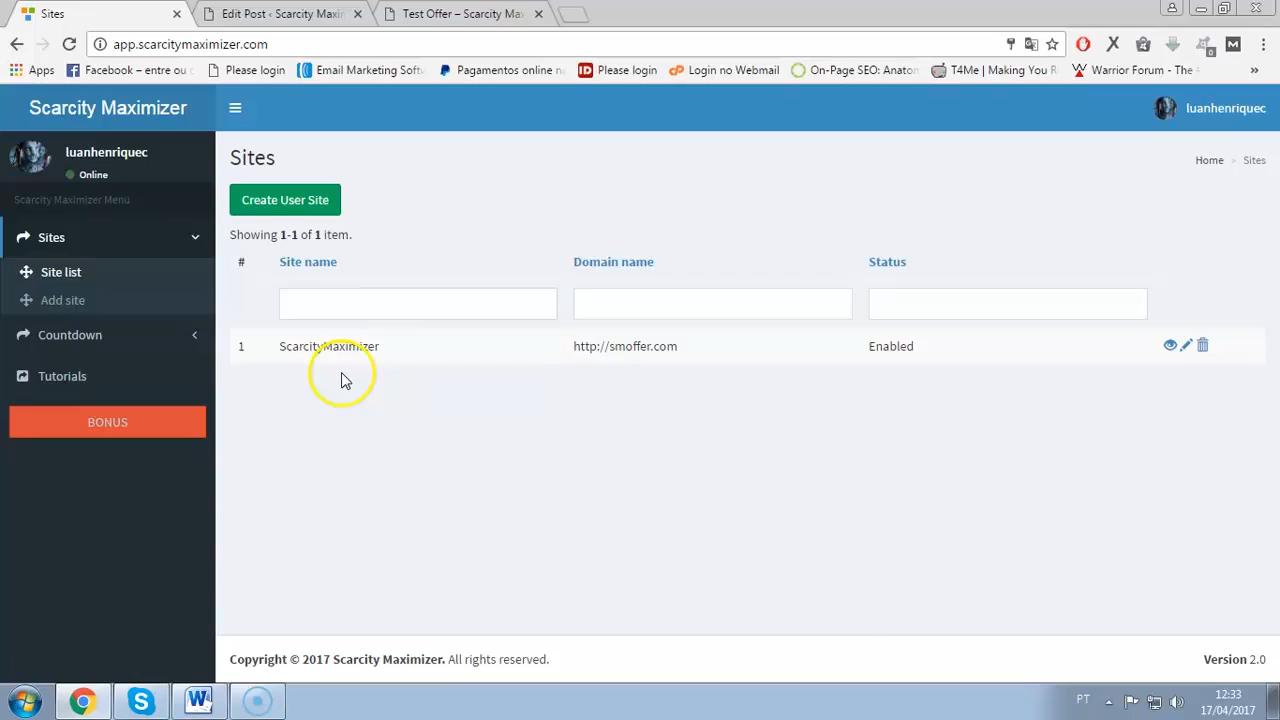 Sites
Edit Post ‹ Scarcity Maxin
Test Offer – Scarcity Ma
app.scarcitymaximizer.com
Apps
Facebook – entre ou
Please login
Email Marketing Soft
Pagamentos online n
Please login
Login no Webmail
On-Page SEO: Anaton
T4Me | Making You R
Warrior Forum - The
»
Scarcity Maximizer
luanhenriquec
luanhenriquec
Online
Scarcity Maximizer Menu
Sites
Site list
Add site
Countdown
Tutorials
BONUS
Sites
Home > Sites
Create User Site
Showing 1-1 of 1 item.
# Site name Domain name Status
1 ScarcityMaximizer http://smoffer.com Enabled
Copyright © 2017 Scarcity Maximizer. All rights reserved.
Version 2.0
PT
12:33
17/04/2017